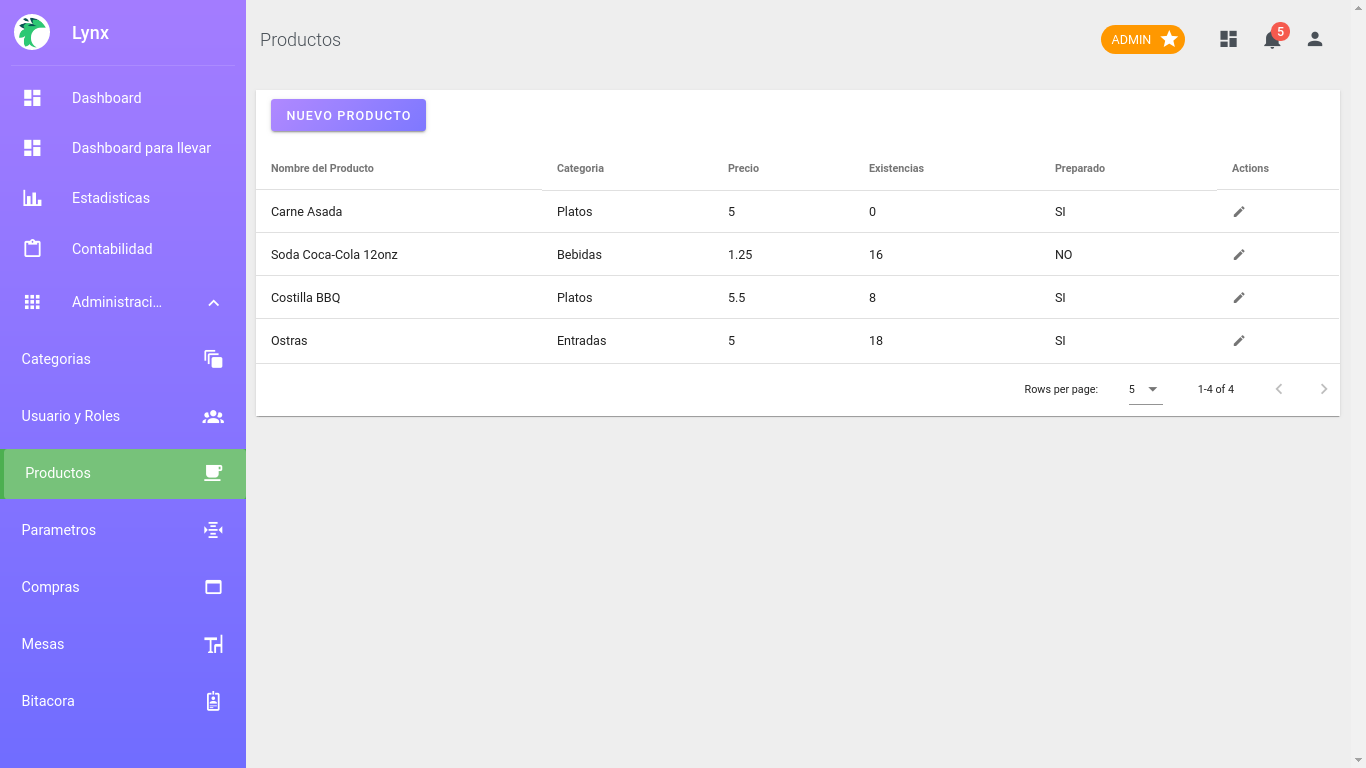 Lynx
Dashboard
Dashboard para llevar
Estadisticas
Contabilidad
Administraci...
Categorias
Usuario y Roles
Productos
Parametros
Compras
Mesas
Bitacora
Productos
ADMIN
5
NUEVO PRODUCTO
Nombre del Producto Categoria Precio Existencias Preparado Actions
Carne Asada Platos 5 0 SI
Soda Coca-Cola 12onz Bebidas 1.25 16 NO
Costilla BBQ Platos 5.5 8 SI
Ostras Entradas 5 18 SI
Rows per page: 5 1-4 of 4